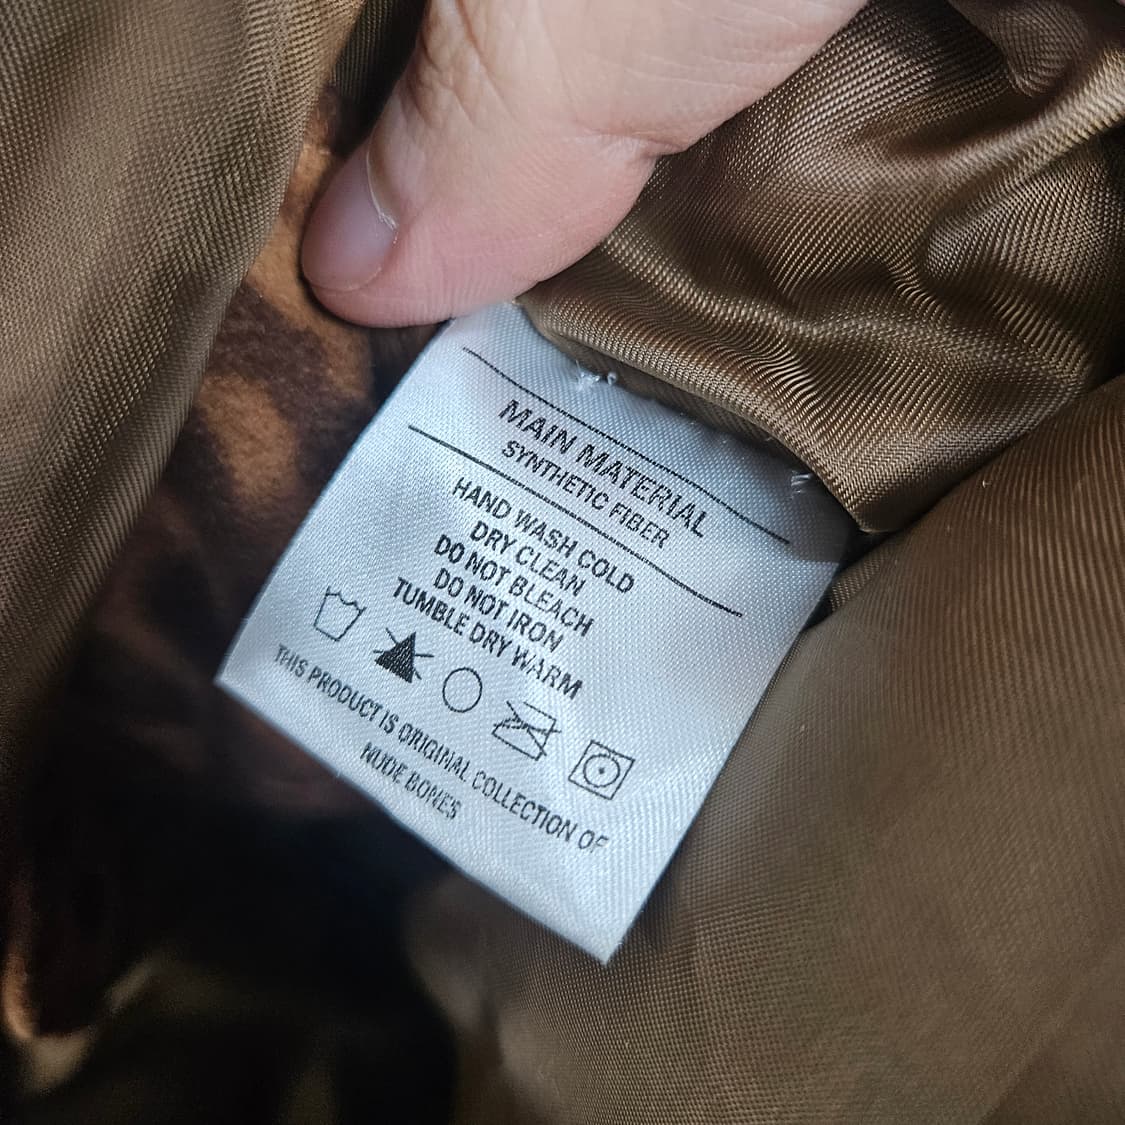 MAIN MATERIAL
SYNTHETIC FIBER
HAND WASH COLD
DRY CLEAN
DO NOT BLEACH
DO NOT IRON
TUMBLE DRY WARM
THIS PRODUCT IS ORIGINAL COLLECTION OF
NUDE BONES